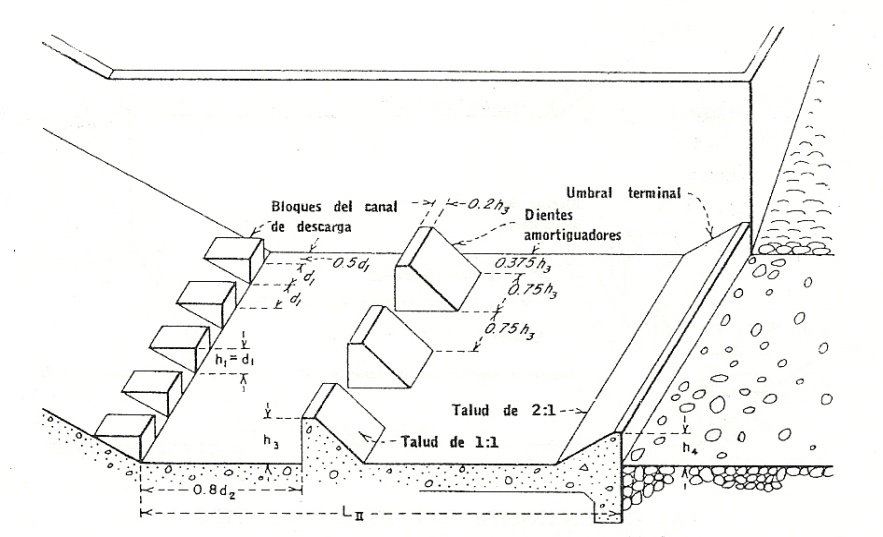 Bloques del canal
de descarga
0.2h₃
Dientes
amortiguadores
Umbral terminal
0.5d₁
d₁
d₁
0.375h₃
0.75h₃
0.75h₃
h₁=d₁
Talud de 2:1
Talud de 1:1
h₃
h₄
0.8d₂
L_II